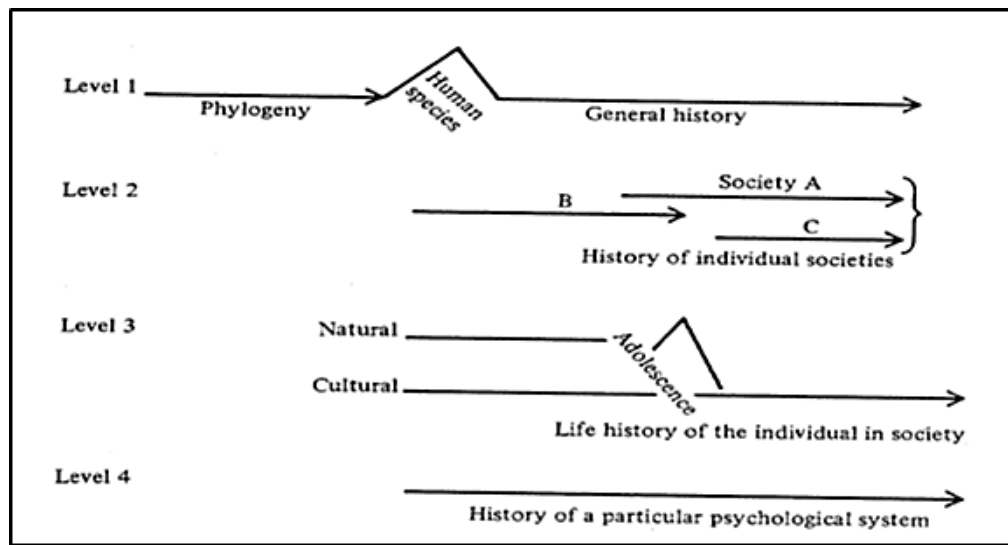 Level 1
Phylogeny
Human
species
General history
Level 2
Society A
B
C
History of individual societies
Level 3
Natural
Adolescence
Cultural
Life history of the individual in society
Level 4
History of a particular psychological system